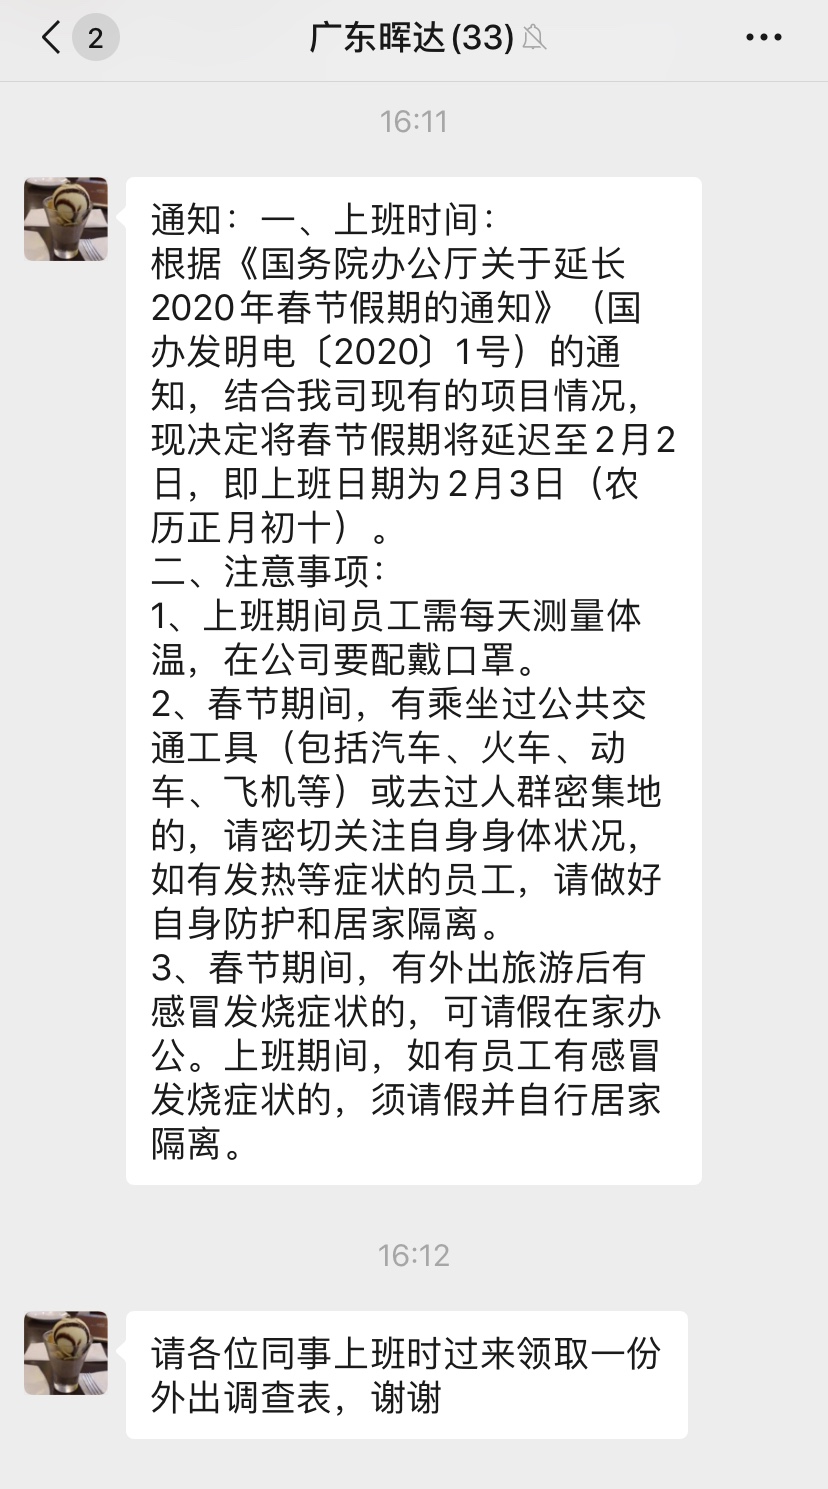 2
广东晖达(33)
16:11
通知：一、上班时间：
根据《国务院办公厅关于延长
2020年春节假期的通知》（国
办发明电〔2020〕1号）的通
知，结合我司现有的项目情况，
现决定将春节假期将延迟至2月2
日，即上班日期为2月3日（农
历正月初十）。
二、注意事项：
1、上班期间员工需每天测量体
温，在公司要配戴口罩。
2、春节期间，有乘坐过公共交
通工具（包括汽车、火车、动
车、飞机等）或去过人群密集地
的，请密切关注自身身体状况，
如有发热等症状的员工，请做好
自身防护和居家隔离。
3、春节期间，有外出旅游后有
感冒发烧症状的，可请假在家办
公。上班期间，如有员工有感冒
发烧症状的，须请假并自行居家
隔离。
16:12
请各位同事上班时过来领取一份
外出调查表，谢谢